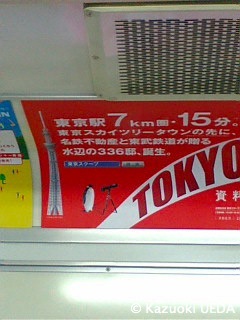 東京駅7km圏・15分。
東京スカイツリータウンの先に、
名鉄不動産と東武鉄道が贈る
水辺の336邸、誕生。
TOKYO
資料
© Kazuoki UEDA